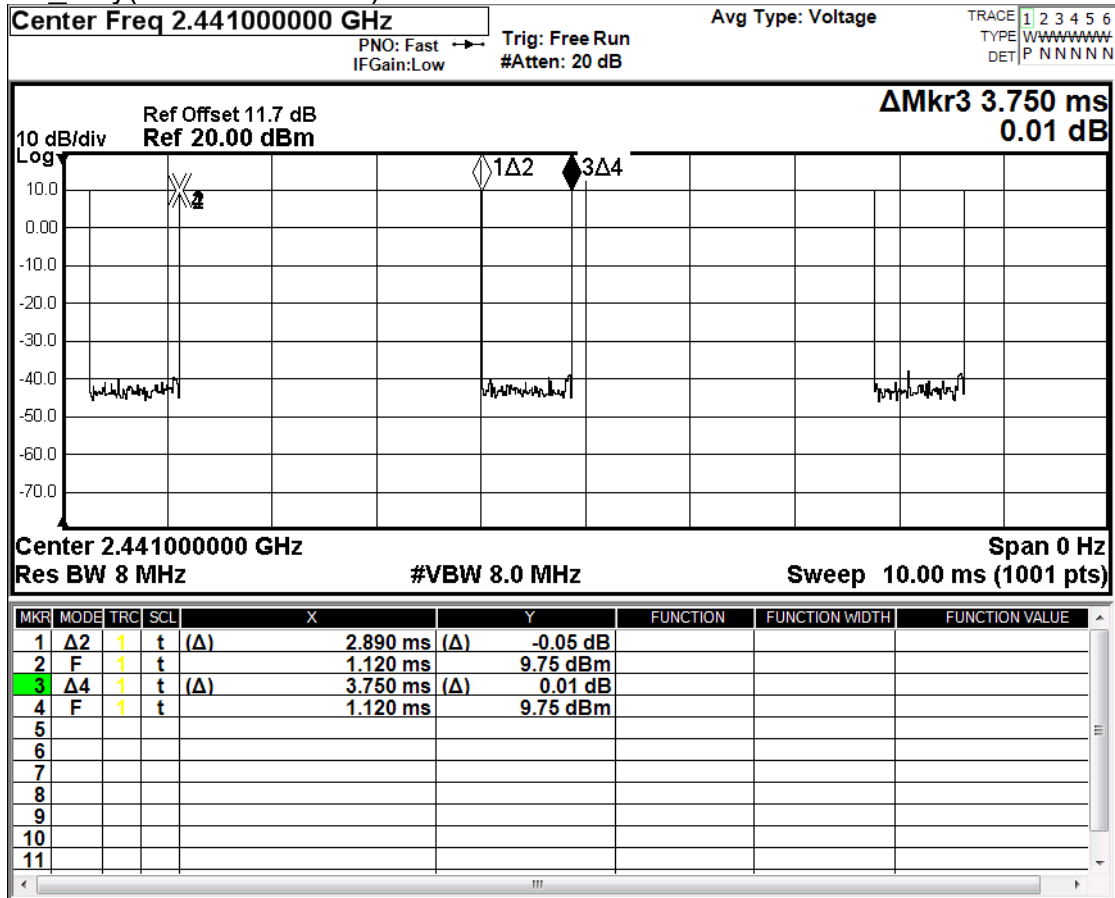 Center Freq 2.441000000 GHz
Avg Type: Voltage
TRACE 1 2 3 4 5 6
PNO: Fast
Trig: Free Run
TYPE WWWWWW
IFGain:Low
#Atten: 20 dB
DET P N N N N N
ΔMkr3 3.750 ms
0.01 dB
Ref Offset 11.7 dB
10 dB/div Ref 20.00 dBm
Log
1Δ2
3Δ4
10.0
0.00
-10.0
-20.0
-30.0
-40.0
-50.0
-60.0
-70.0
Center 2.441000000 GHz
Span 0 Hz
Res BW 8 MHz
#VBW 8.0 MHz
Sweep 10.00 ms (1001 pts)
MKR MODE TRC SCL X Y FUNCTION FUNCTION WIDTH FUNCTION VALUE
1 Δ2 1 t (Δ) 2.890 ms (Δ) -0.05 dB
2 F 1 t 1.120 ms 9.75 dBm
3 Δ4 1 t (Δ) 3.750 ms (Δ) 0.01 dB
4 F 1 t 1.120 ms 9.75 dBm
5
6
7
8
9
10
11